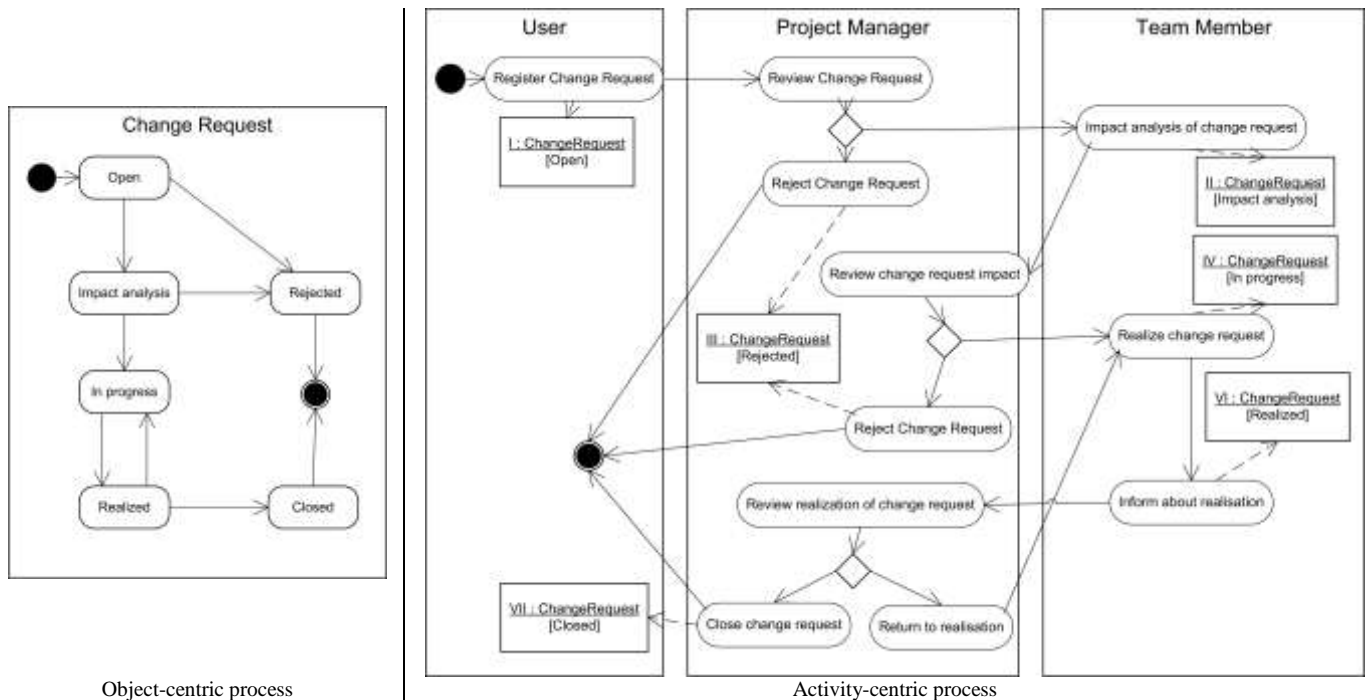 Change Request
Open
Impact analysis
Rejected
In progress
Realized
Closed
Object-centric process
User
Project Manager
Team Member
Register Change Request
Review Change Request
I : ChangeRequest
[Open]
Impact analysis of change request
Reject Change Request
II : ChangeRequest
[Impact analysis]
Review change request impact
IV : ChangeRequest
[In progress]
III : ChangeRequest
[Rejected]
Realize change request
VI : ChangeRequest
[Realized]
Reject Change Request
Review realization of change request
Inform about realisation
VII : ChangeRequest
[Closed]
Close change request
Return to realisation
Activity-centric process